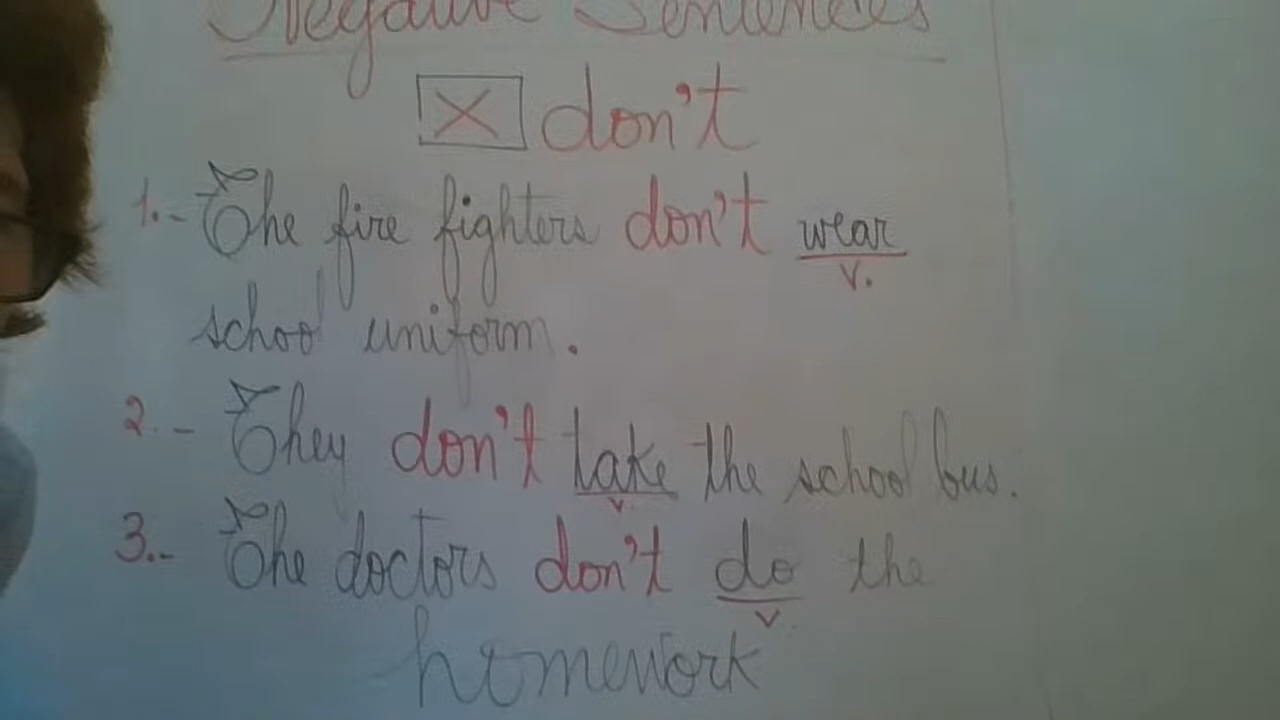 Negative Sentences
X don't
1.- The fire fighters don't wear
v.
school uniform.
2.- They don't take the school bus.
v
3.- The doctors don't do the
v
homework